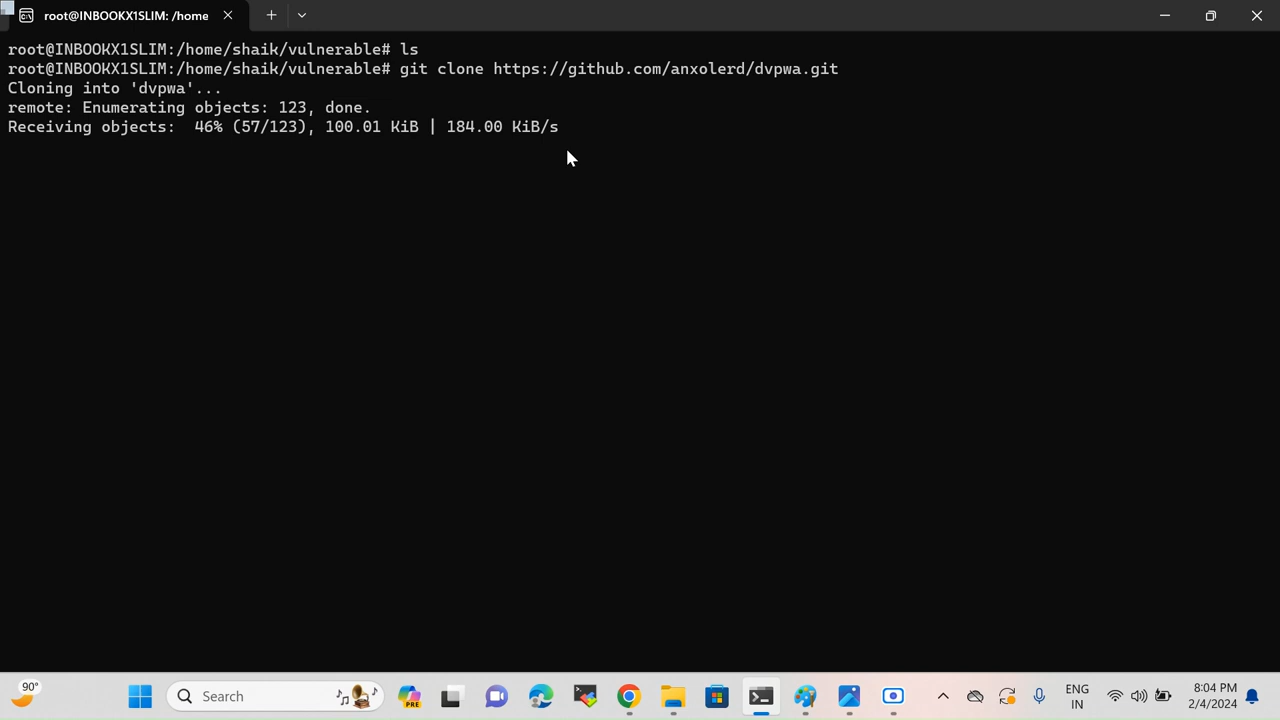 root@INBOOKX1SLIM: /home
root@INBOOKX1SLIM:/home/shaik/vulnerable# ls
root@INBOOKX1SLIM:/home/shaik/vulnerable# git clone https://github.com/anxolerd/dvpwa.git
Cloning into 'dvpwa'...
remote: Enumerating objects: 123, done.
Receiving objects:  46% (57/123), 100.01 KiB | 184.00 KiB/s
90°
Search
PRE
ENG
IN
8:04 PM
2/4/2024